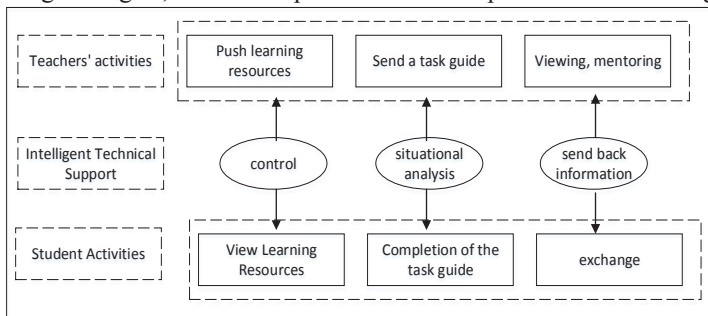 Teachers' activities
Push learning
resources
Send a task guide
Viewing, mentoring
Intelligent Technical
Support
control
situational
analysis
send back
information
Student Activities
View Learning
Resources
Completion of the
task guide
exchange